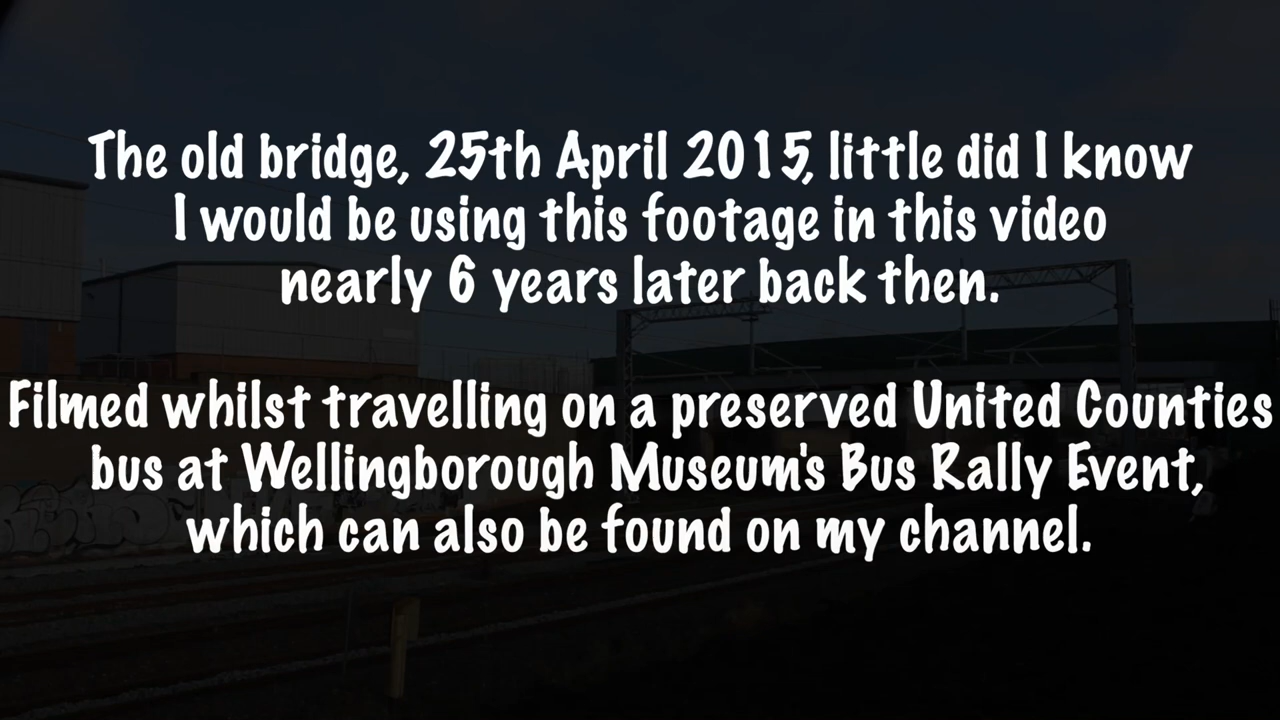 The old bridge, 25th April 2015, little did I know
I would be using this footage in this video
nearly 6 years later back then.
Filmed whilst travelling on a preserved United Counties
bus at Wellingborough Museum's Bus Rally Event,
which can also be found on my channel.